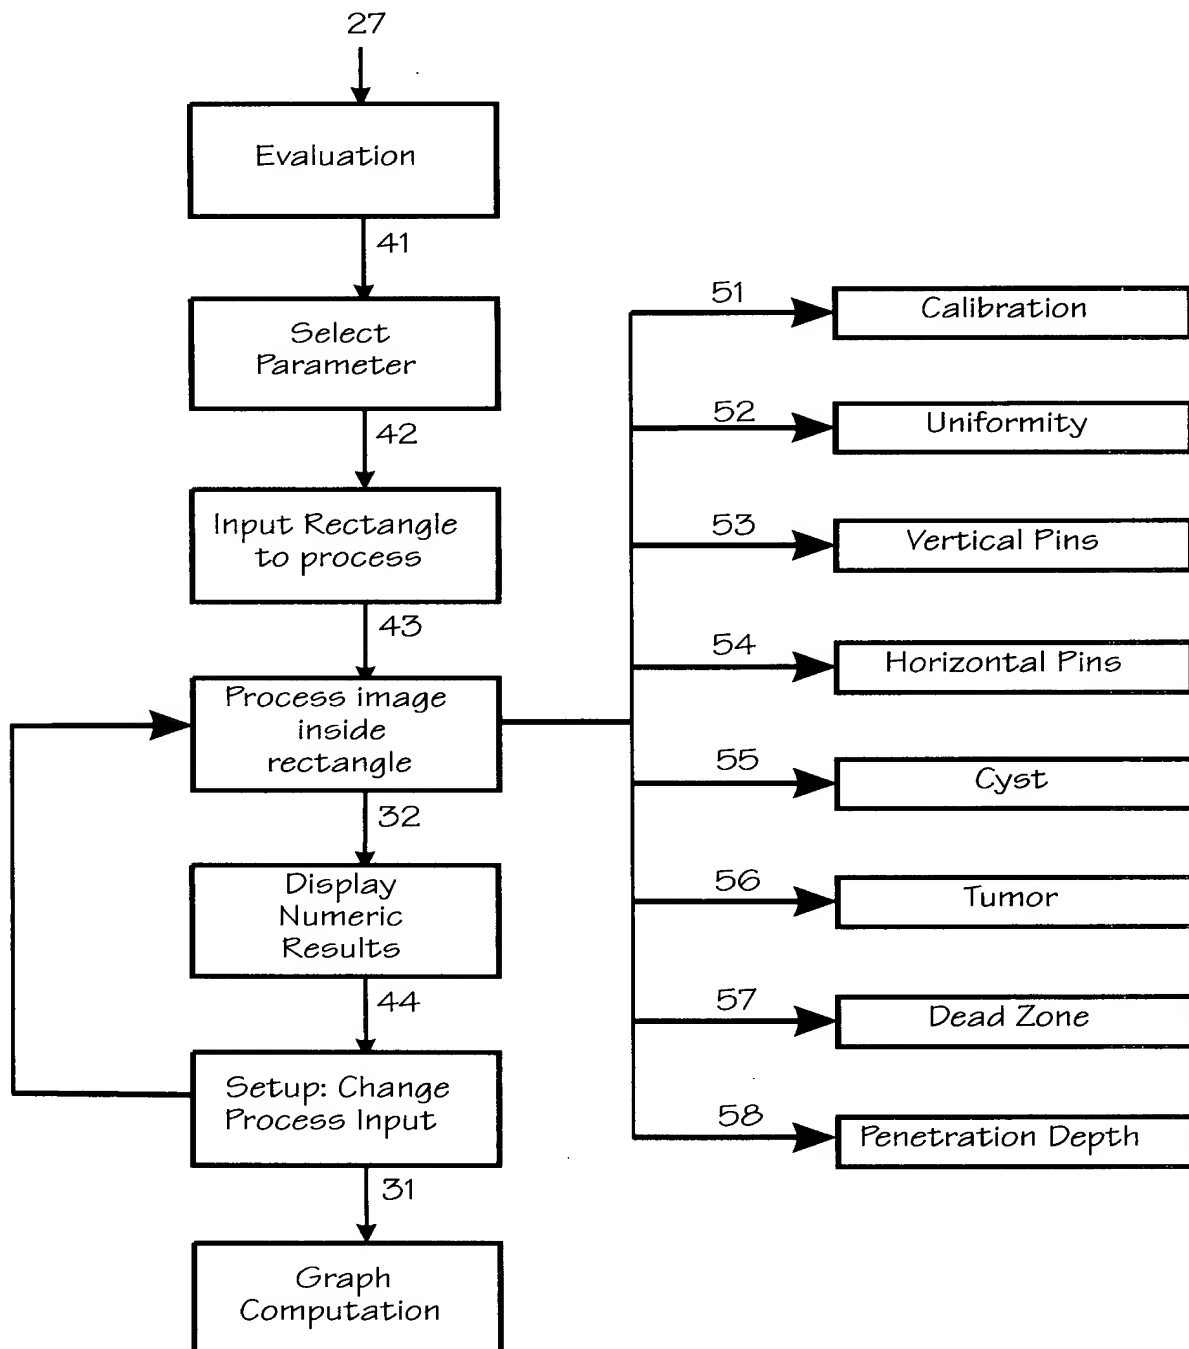 27
Evaluation
41
Select
Parameter
42
Input Rectangle
to process
43
Process image
inside
rectangle
32
Display
Numeric
Results
44
Setup: Change
Process Input
31
Graph
Computation
51
Calibration
52
Uniformity
53
Vertical Pins
54
Horizontal Pins
55
Cyst
56
Tumor
57
Dead Zone
58
Penetration Depth